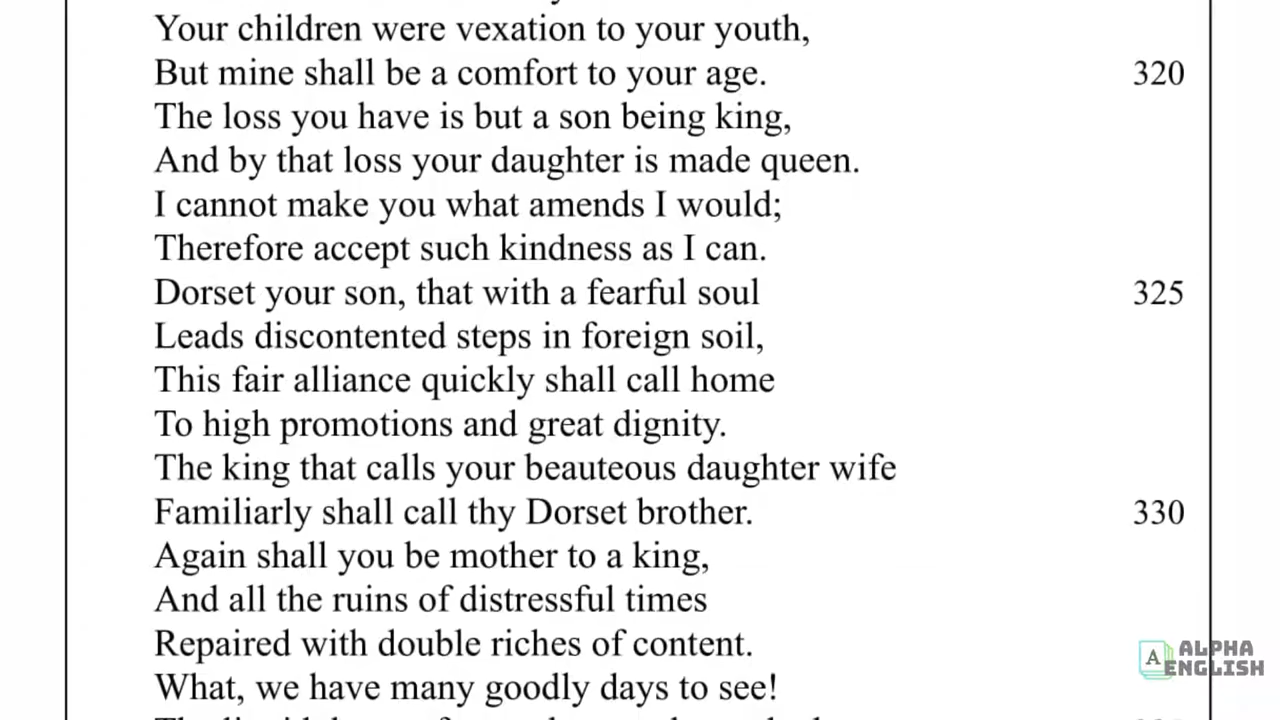 Your children were vexation to your youth,
But mine shall be a comfort to your age. 320
The loss you have is but a son being king,
And by that loss your daughter is made queen.
I cannot make you what amends I would;
Therefore accept such kindness as I can.
Dorset your son, that with a fearful soul 325
Leads discontented steps in foreign soil,
This fair alliance quickly shall call home
To high promotions and great dignity.
The king that calls your beauteous daughter wife
Familiarly shall call thy Dorset brother. 330
Again shall you be mother to a king,
And all the ruins of distressful times
Repaired with double riches of content.
What, we have many goodly days to see!
A ALPHA
ENGLISH